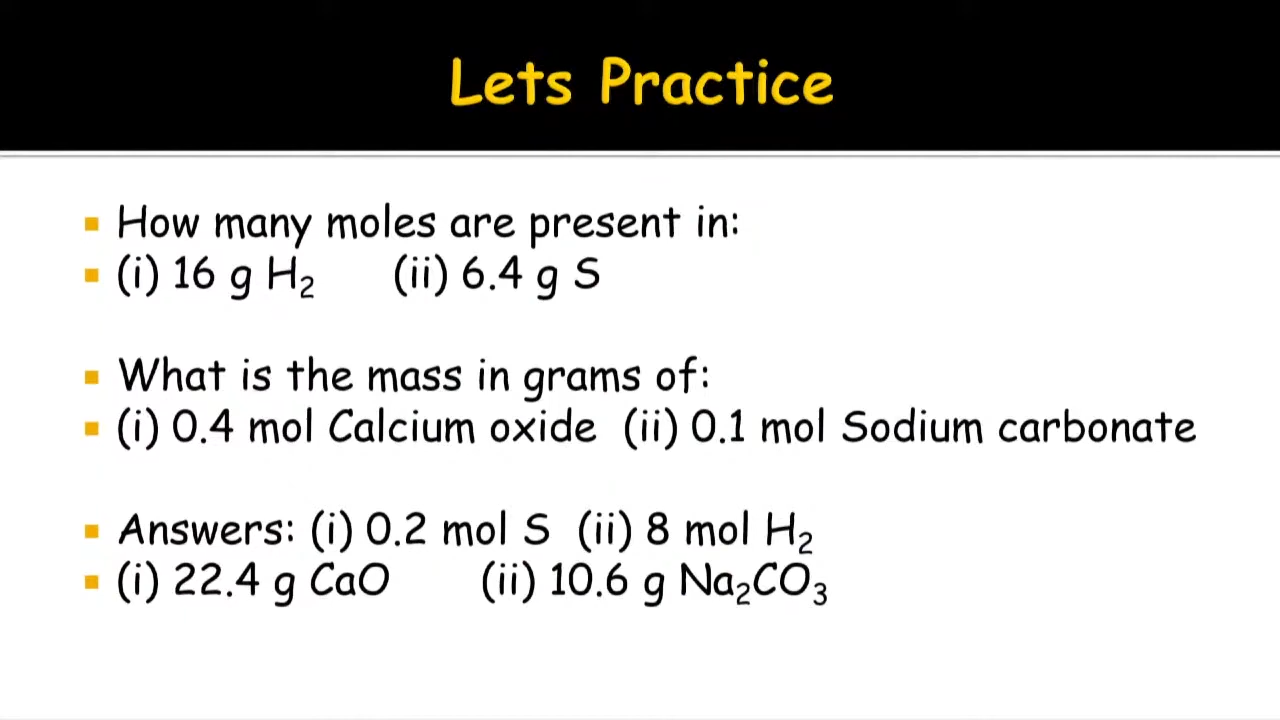 Lets Practice
How many moles are present in:
(i) 16 g H₂ (ii) 6.4 g S
What is the mass in grams of:
(i) 0.4 mol Calcium oxide (ii) 0.1 mol Sodium carbonate
Answers: (i) 0.2 mol S (ii) 8 mol H₂
(i) 22.4 g CaO (ii) 10.6 g Na₂CO₃